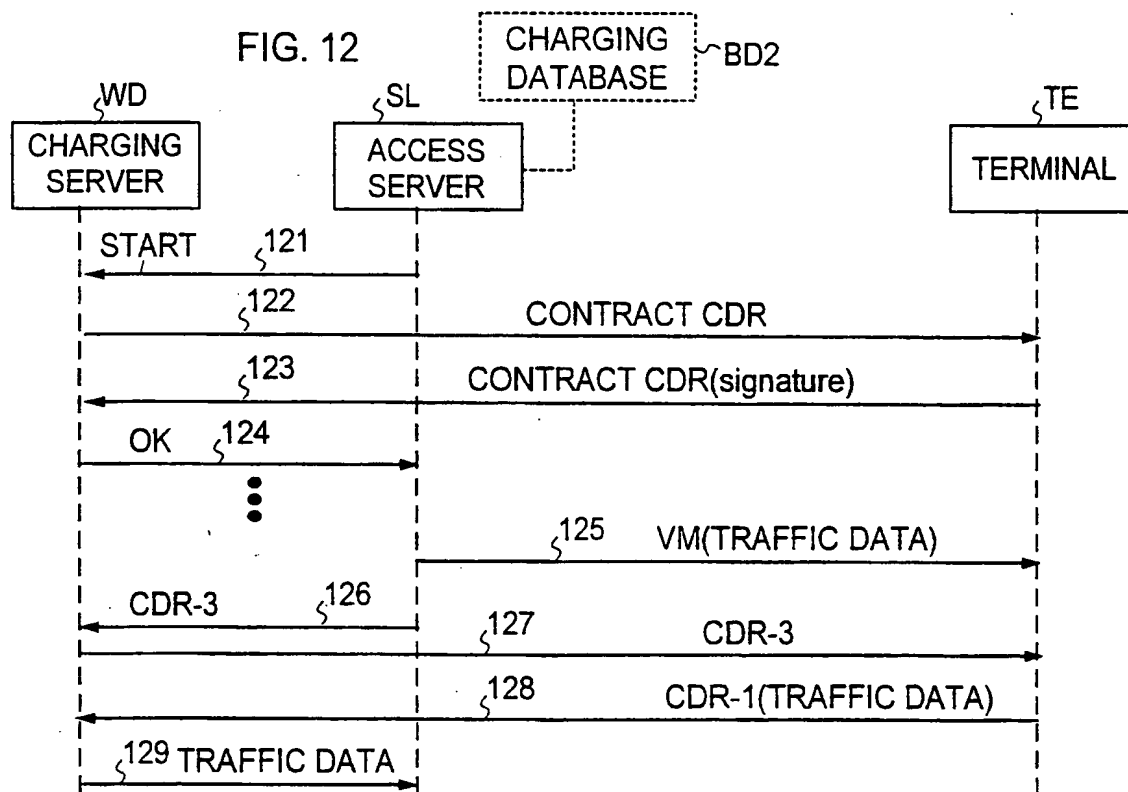 FIG. 12
CHARGING
DATABASE
BD2
WD
SL
TE
CHARGING
SERVER
ACCESS
SERVER
TERMINAL
START
121
122
CONTRACT CDR
123
CONTRACT CDR(signature)
OK
124
125
VM(TRAFFIC DATA)
CDR-3
126
127
CDR-3
128
CDR-1(TRAFFIC DATA)
129 TRAFFIC DATA